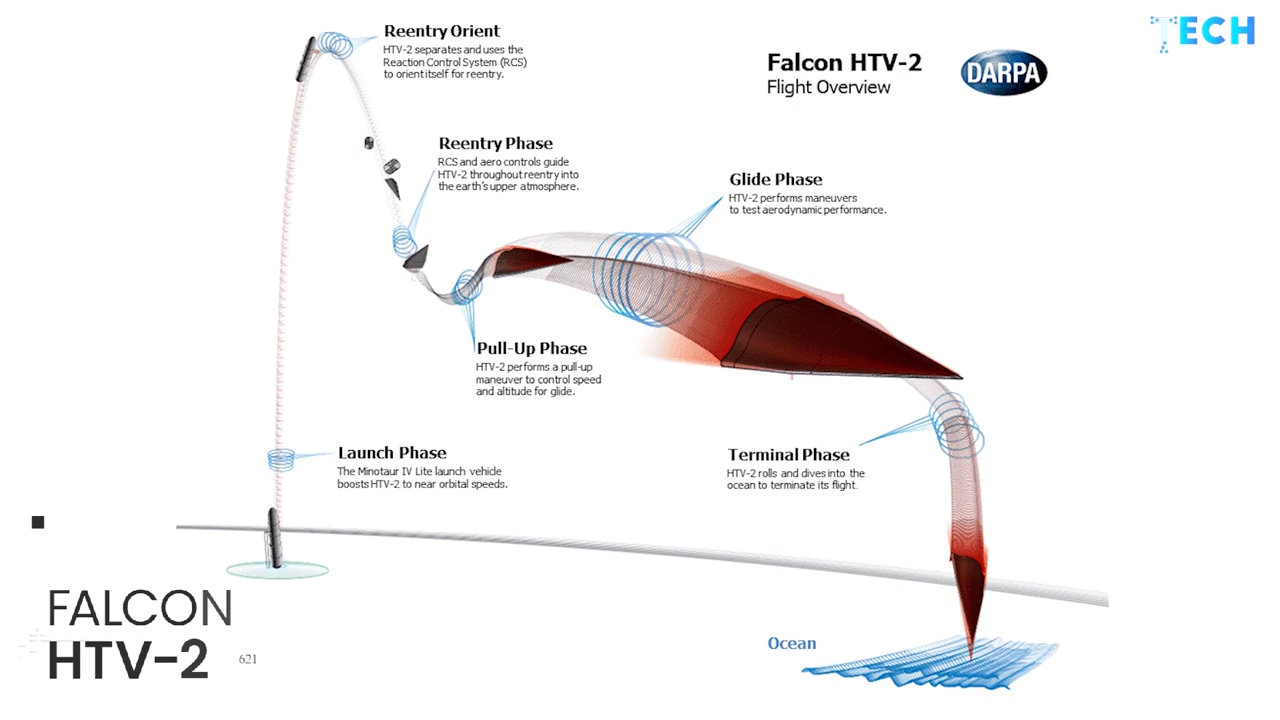 TECH
Falcon HTV-2
Flight Overview
DARPA
Reentry Orient
HTV-2 separates and uses the
Reaction Control System (RCS)
to orient itself for reentry.
Reentry Phase
RCS and aero controls guide
HTV-2 throughout reentry into
the earth's upper atmosphere.
Glide Phase
HTV-2 performs maneuvers
to test aerodynamic performance.
Pull-Up Phase
HTV-2 performs a pull-up
maneuver to control speed
and altitude for glide.
Launch Phase
The Minotaur IV Lite launch vehicle
boosts HTV-2 to near orbital speeds.
Terminal Phase
HTV-2 rolls and dives into the
ocean to terminate its flight.
Ocean
FALCON
HTV-2
621